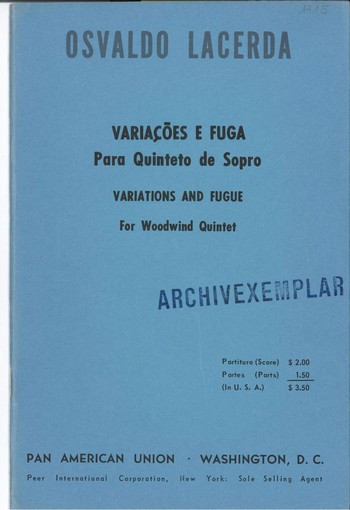 OSVALDO LACERDA
VARIAÇÕES E FUGA
Para Quinteto de Sopro
VARIATIONS AND FUGUE
For Woodwind Quintet
ARCHIVEXEMPLAR
Partitura (Score) $ 2.00
Partes (Parts) 1.50
(In U. S. A.) $ 3.50
PAN AMERICAN UNION · WASHINGTON, D. C.
Peer International Corporation, New York: Sole Selling Agent